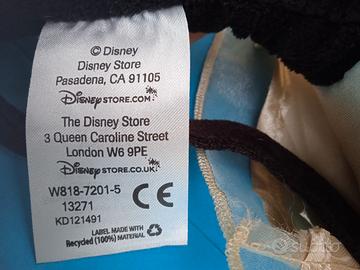 © Disney
Disney Store
Pasadena, CA 91105
DISNEYSTORE.COM
The Disney Store
3 Queen Caroline Street
London W6 9PE
DISNEYSTORE.CO.UK
W818-7201-5
13271
KD121491
CE
LABEL MADE WITH
Recycled (100%) MATERIAL
subito